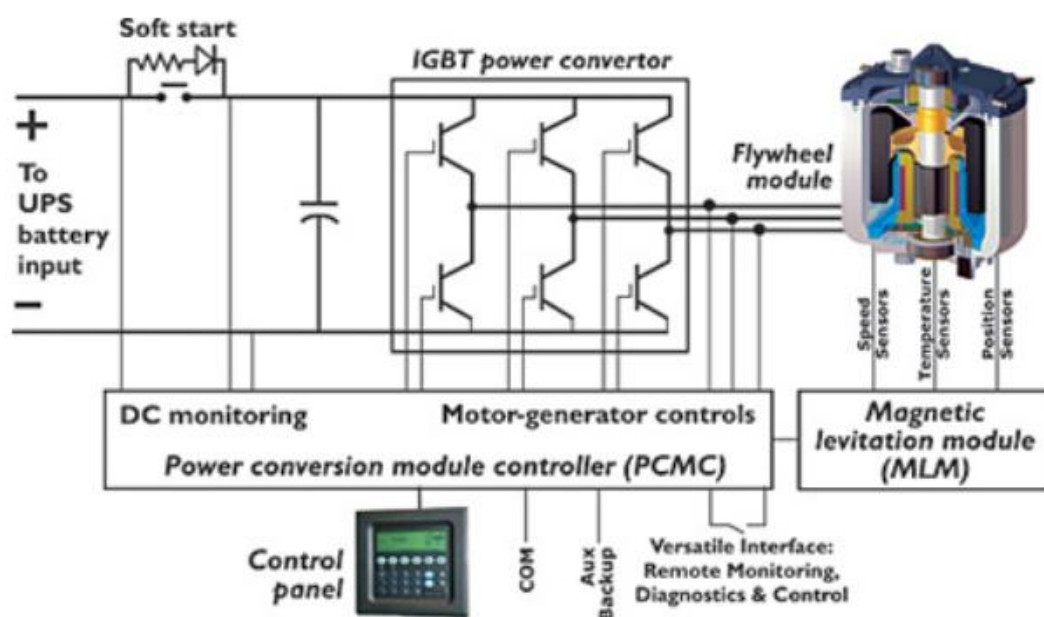 Soft start
IGBT power convertor
+
To
UPS
battery
input
−
Flywheel
module
Speed
Sensors
Temperature
Sensors
Position
Sensors
DC monitoring
Motor-generator controls
Power conversion module controller (PCMC)
Magnetic
levitation module
(MLM)
Control
panel
COM
Aux
Backup
Versatile Interface:
Remote Monitoring,
Diagnostics & Control